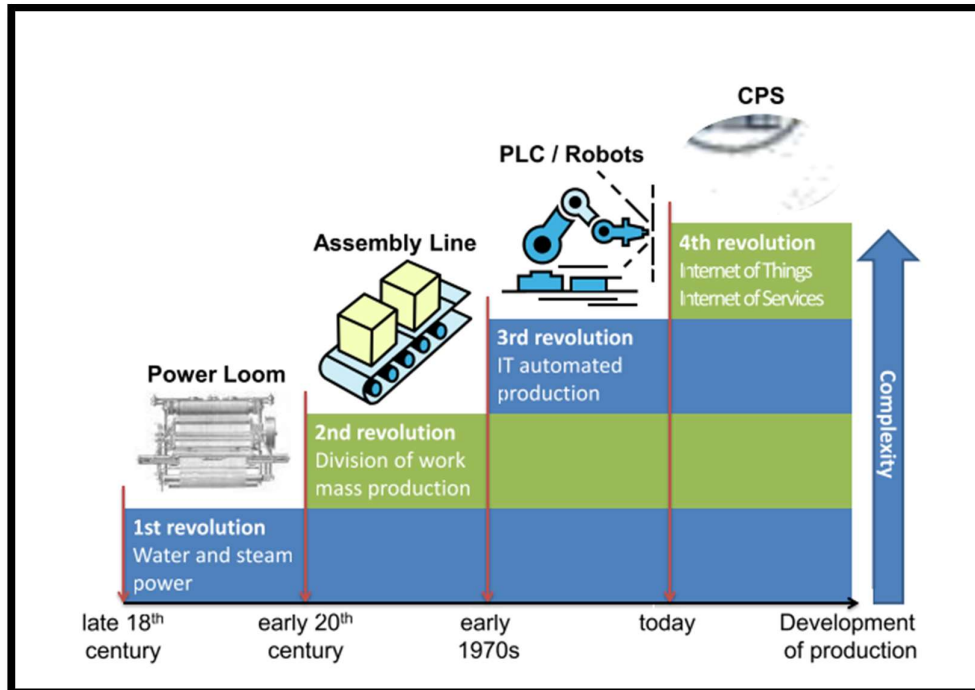 CPS
PLC / Robots
Assembly Line
Power Loom
4th revolution
Internet of Things
Internet of Services
3rd revolution
IT automated
production
2nd revolution
Division of work
mass production
1st revolution
Water and steam
power
Complexity
late 18th
century
early 20th
century
early
1970s
today
Development
of production